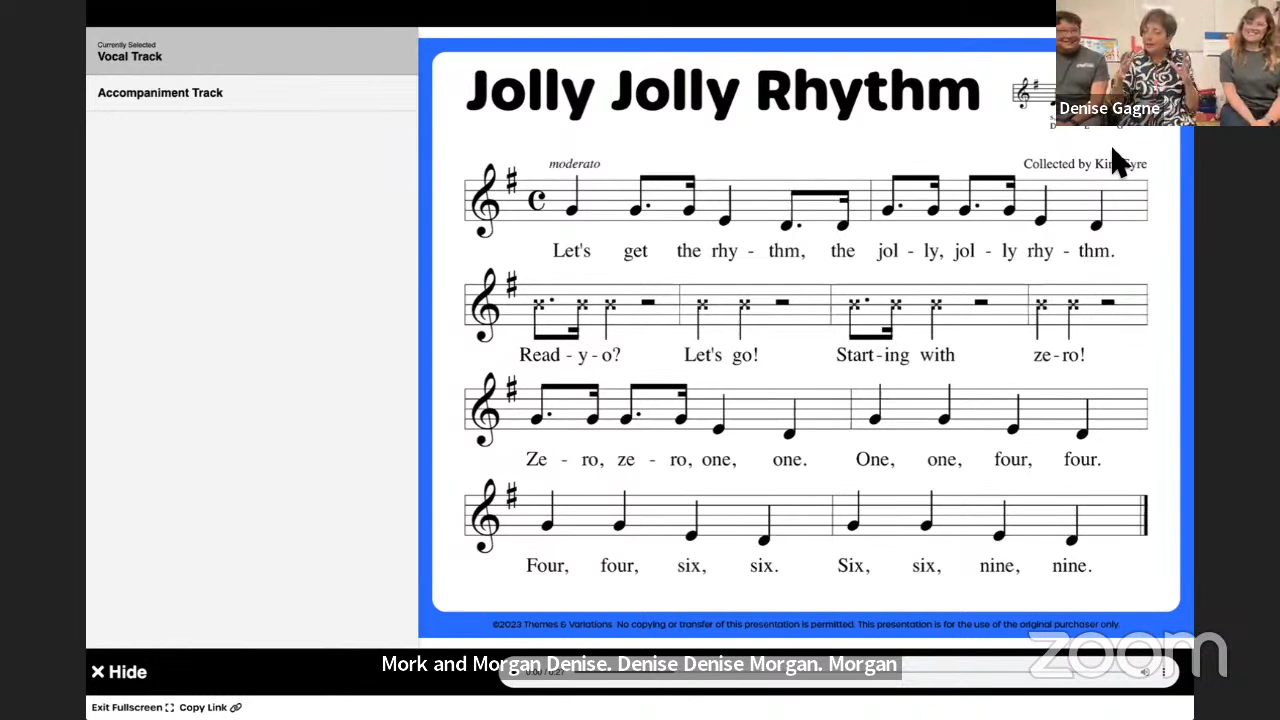 Currently Selected
Vocal Track
Accompaniment Track
Jolly Jolly Rhythm
Denise Gagne
moderato
Collected by
Let's get the rhy - thm, the jol - ly, jol - ly rhy - thm.
Read - y - o? Let's go! Start - ing with ze - ro!
Ze - ro, ze - ro, one, one. One, one, four, four.
Four, four, six, six. Six, six, nine, nine.
©2023 Themes & Variations No copying or transfer of this presentation is permitted. This presentation is for the use of the original purchaser only.
zoom
Mork and Morgan Denise. Denise Denise Morgan. Morgan
× Hide
0:00 / 0:27
Exit Fullscreen Copy Link